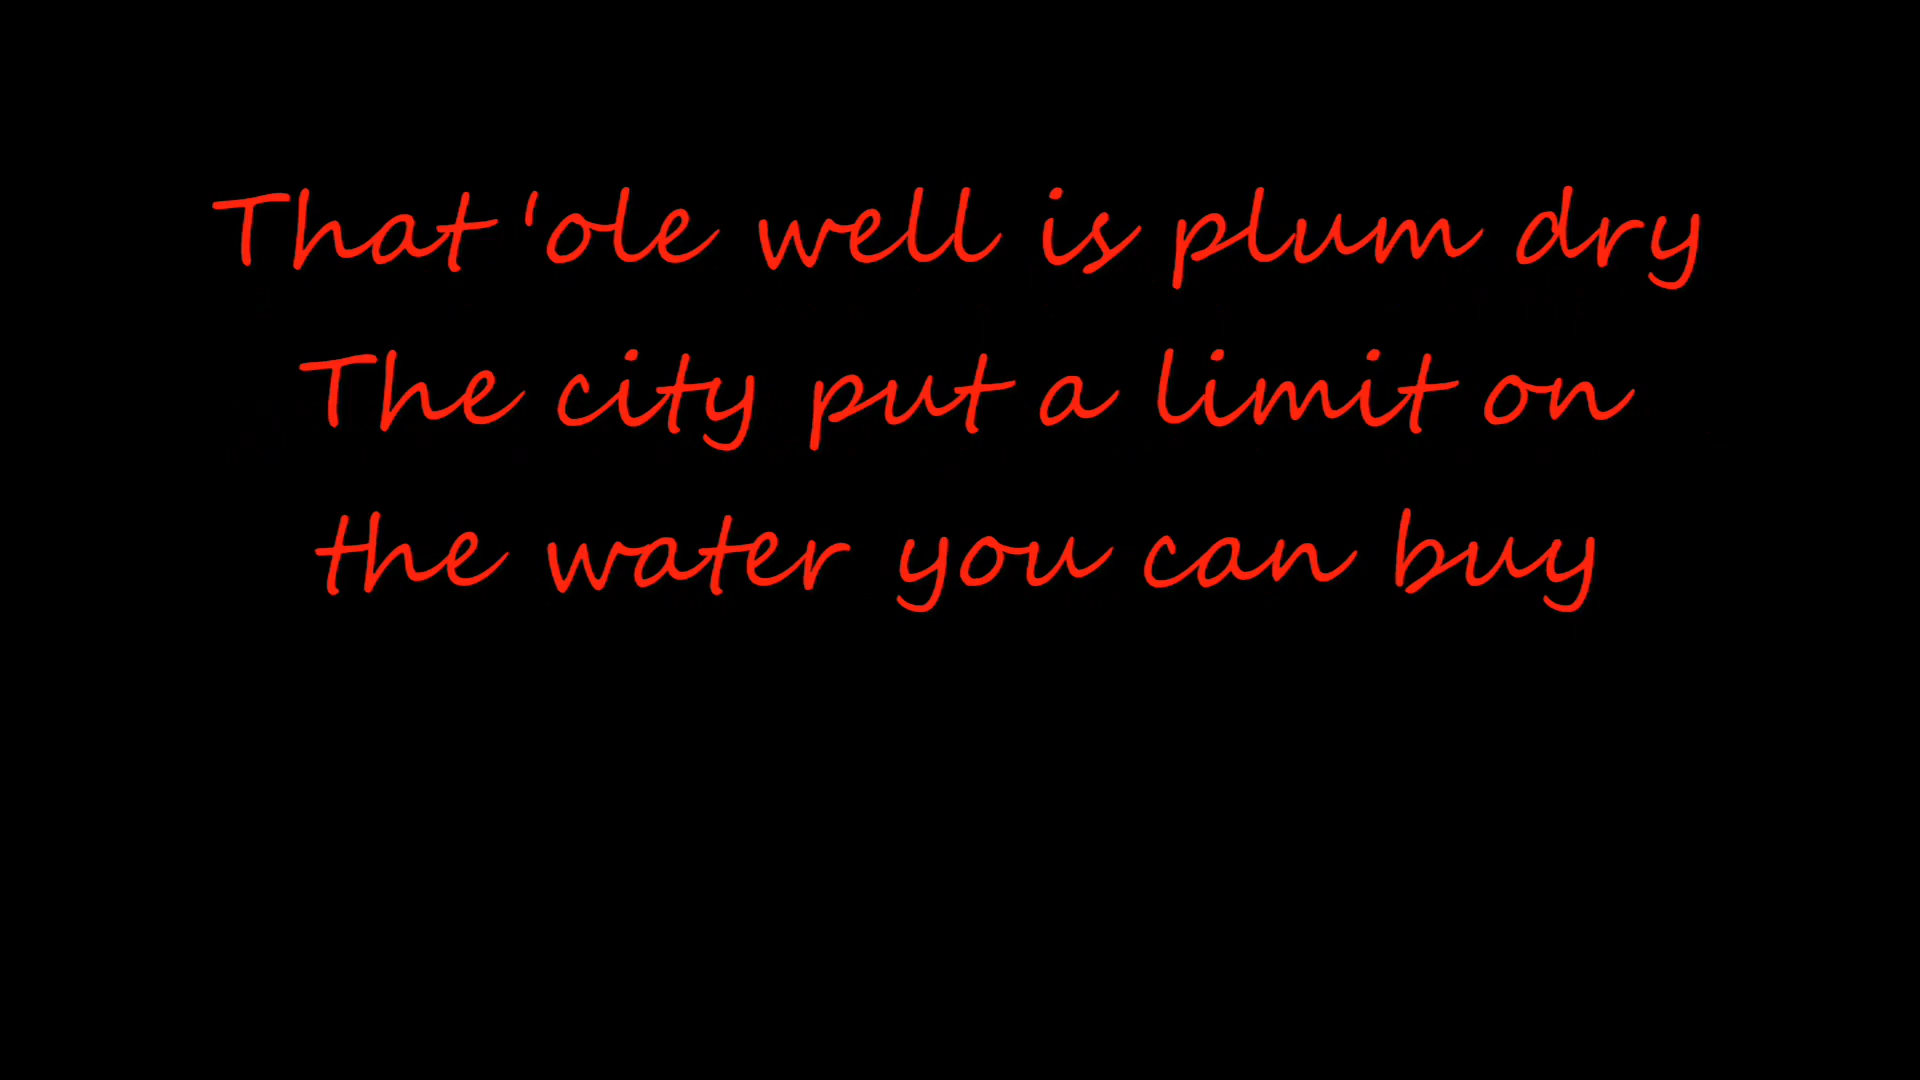 That 'ole well is plum dry
The city put a limit on
the water you can buy